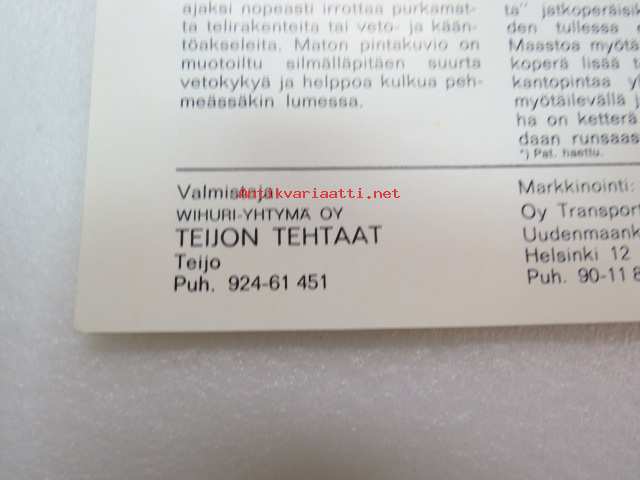 ajaksi nopeasti irrottaa purkamat-
ta telirakenteita tai veto- ja kään-
töakseleita. Maton pintakuvio on
muotoiltu silmälläpitäen suurta
vetokykyä ja helppoa kulkua peh-
meässäkin lumessa.
ta" jatkoperäsik
den tullessa
Maastoa myötä
koperä lisää
kantopintaa
myötäilevällä j
ha on ketterä
daan runsaas
*) Pat. haettu.
Valmistaja
Antikvariaatti.net
WIHURI-YHTYMÄ OY
TEIJON TEHTAAT
Teijo
Puh. 924-61 451
Markkinointi:
Oy Transport
Uudenmaank
Helsinki 12
Puh. 90-11 8